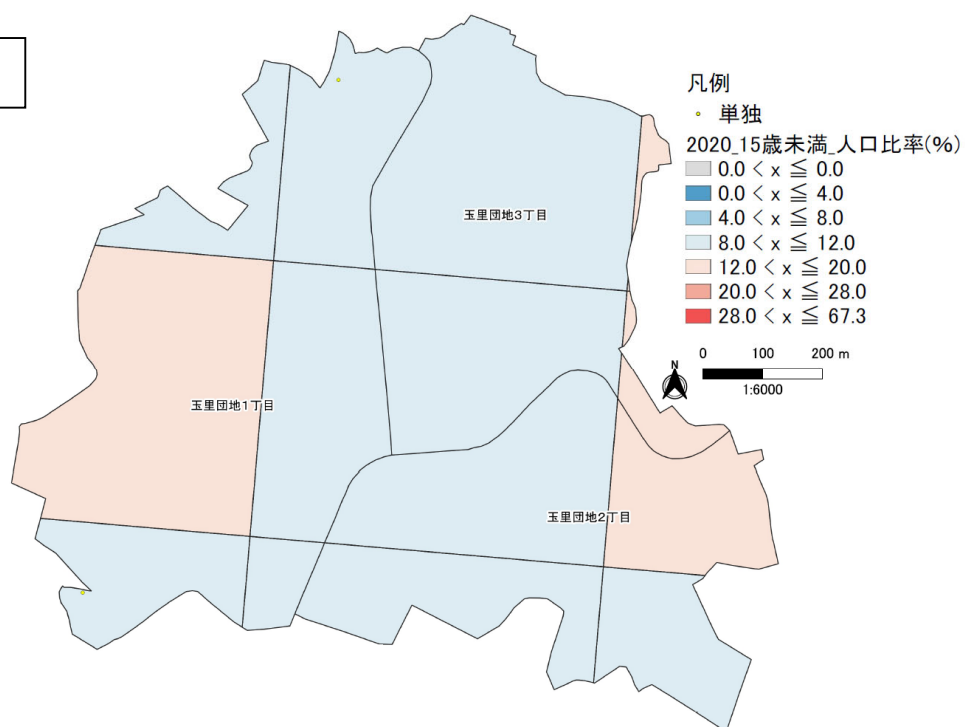 凡例
単独
2020_15歳未満_人口比率(%)
0.0 < x ≦ 0.0
0.0 < x ≦ 4.0
4.0 < x ≦ 8.0
8.0 < x ≦ 12.0
12.0 < x ≦ 20.0
20.0 < x ≦ 28.0
28.0 < x ≦ 67.3
玉里団地3丁目
N
0 100 200 m
1:6000
玉里団地1丁目
玉里団地2丁目